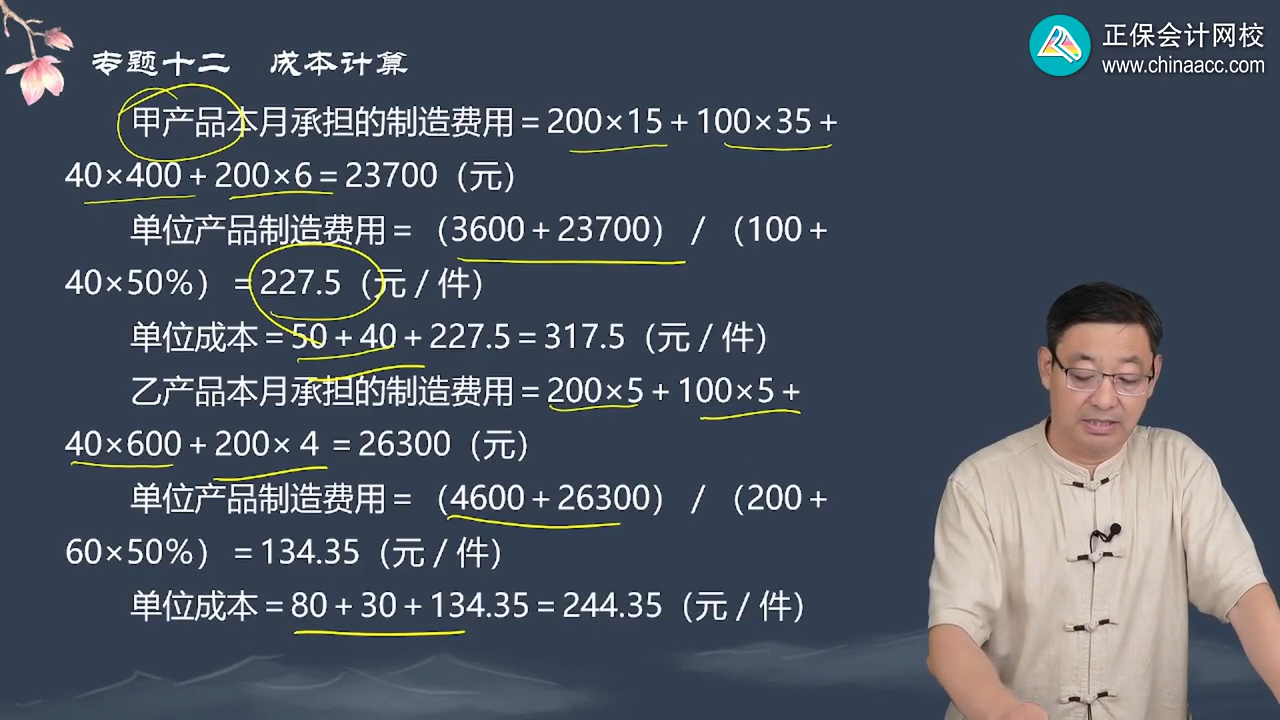 正保会计网校
www.chinaacc.com
专题十二 成本计算
甲产品本月承担的制造费用＝200×15＋100×35＋
40×400＋200×6＝23700（元）
单位产品制造费用＝（3600＋23700）／（100＋
40×50%）＝227.5（元／件）
单位成本＝50＋40＋227.5＝317.5（元／件）
乙产品本月承担的制造费用＝200×5＋100×5＋
40×600＋200×4＝26300（元）
单位产品制造费用＝（4600＋26300）／（200＋
60×50%）＝134.35（元／件）
单位成本＝80＋30＋134.35＝244.35（元／件）